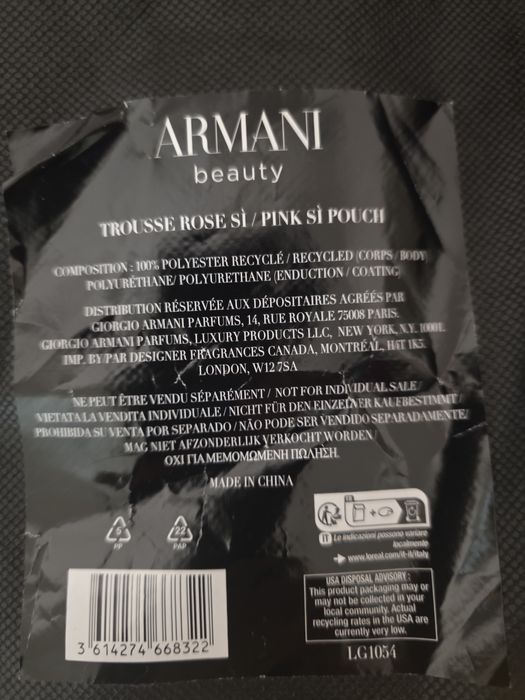 ARMANI
beauty
TROUSSE ROSE SÌ / PINK SÌ POUCH
COMPOSITION : 100% POLYESTER RECYCLÉ / RECYCLED (CORPS / BODY)
POLYURÉTHANE/ POLYURETHANE (ENDUCTION / COATING)
DISTRIBUTION RÉSERVÉE AUX DÉPOSITAIRES AGRÉÉS PAR
GIORGIO ARMANI PARFUMS, 14, RUE ROYALE 75008 PARIS.
GIORGIO ARMANI PARFUMS, LUXURY PRODUCTS LLC, NEW YORK, N.Y. 10001.
IMP. BY/PAR DESIGNER FRAGRANCES CANADA, MONTRÉAL, H4T 1K5.
LONDON, W12 7SA
NE PEUT ÊTRE VENDU SÉPARÉMENT / NOT FOR INDIVIDUAL SALE /
VIETATA LA VENDITA INDIVIDUALE / NICHT FÜR DEN EINZELNER KAUF BESTIMMT /
PROHIBIDA SU VENTA POR SEPARADO / NÃO PODE SER VENDIDO SEPARADAMENTE/
MAG NIET AFZONDERLIJK VERKOCHT WORDEN /
ΟΧΙ ΓΙΑ ΜΕΜΟΜΩΜΕΝΗ ΠΩΛΗΣΗ.
MADE IN CHINA
5
PP
22
PAP
IT
IT Le indicazioni possono variare
localmente
www.loreal.com/it-it/italy
USA DISPOSAL ADVISORY :
This product packaging may or
may not be collected in your
local community. Actual
recycling rates in the USA are
currently very low.
3 614274 668322
LG1054